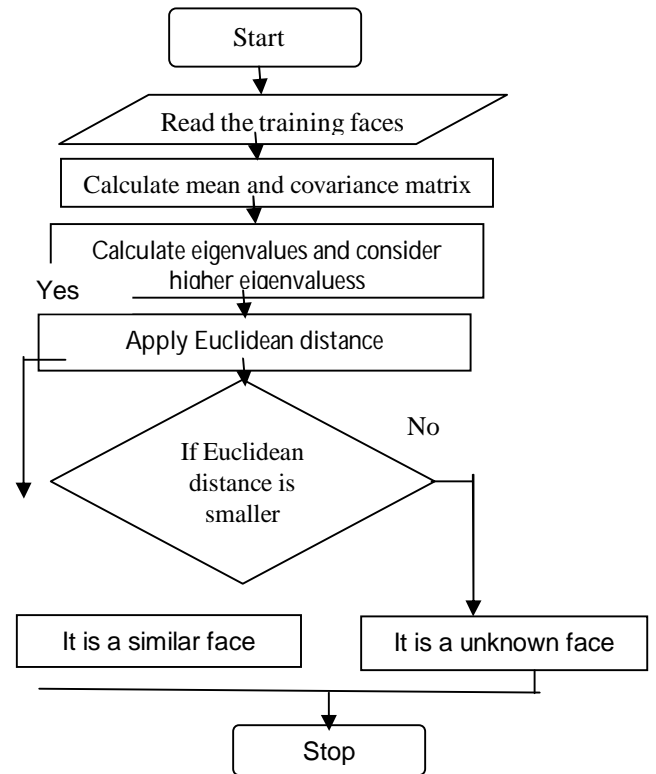 Start
Read the training faces
Calculate mean and covariance matrix
Calculate eigenvalues and consider
higher eigenvaluess
Yes
Apply Euclidean distance
No
If Euclidean
distance is
smaller
It is a similar face
It is a unknown face
Stop